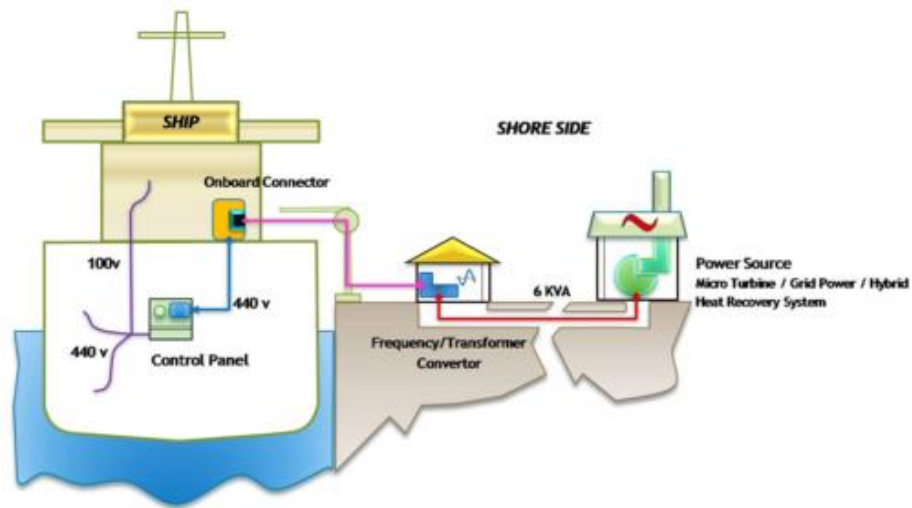 SHIP
SHORE SIDE
Onboard Connector
100v
440 v
440 v
Control Panel
6 KVA
Frequency/Transformer
Convertor
Power Source
Micro Turbine / Grid Power / Hybrid
Heat Recovery System